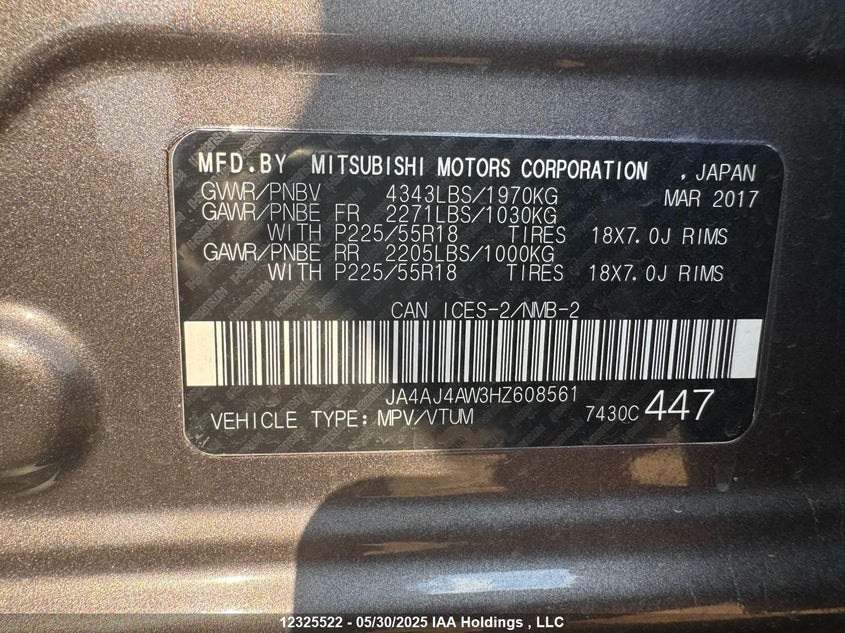 MFD.BY MITSUBISHI MOTORS CORPORATION , JAPAN
GVWR/PNBV 4343LBS/1970KG MAR 2017
GAWR/PNBE FR 2271LBS/1030KG
WITH P225/55R18 TIRES 18X7.0J RIMS
GAWR/PNBE RR 2205LBS/1000KG
WITH P225/55R18 TIRES 18X7.0J RIMS
CAN ICES-2/NMB-2
JA4AJ4AW3HZ608561
VEHICLE TYPE:MPV/VTUM 7430C 447
12325522 - 05/30/2025 IAA Holdings , LLC